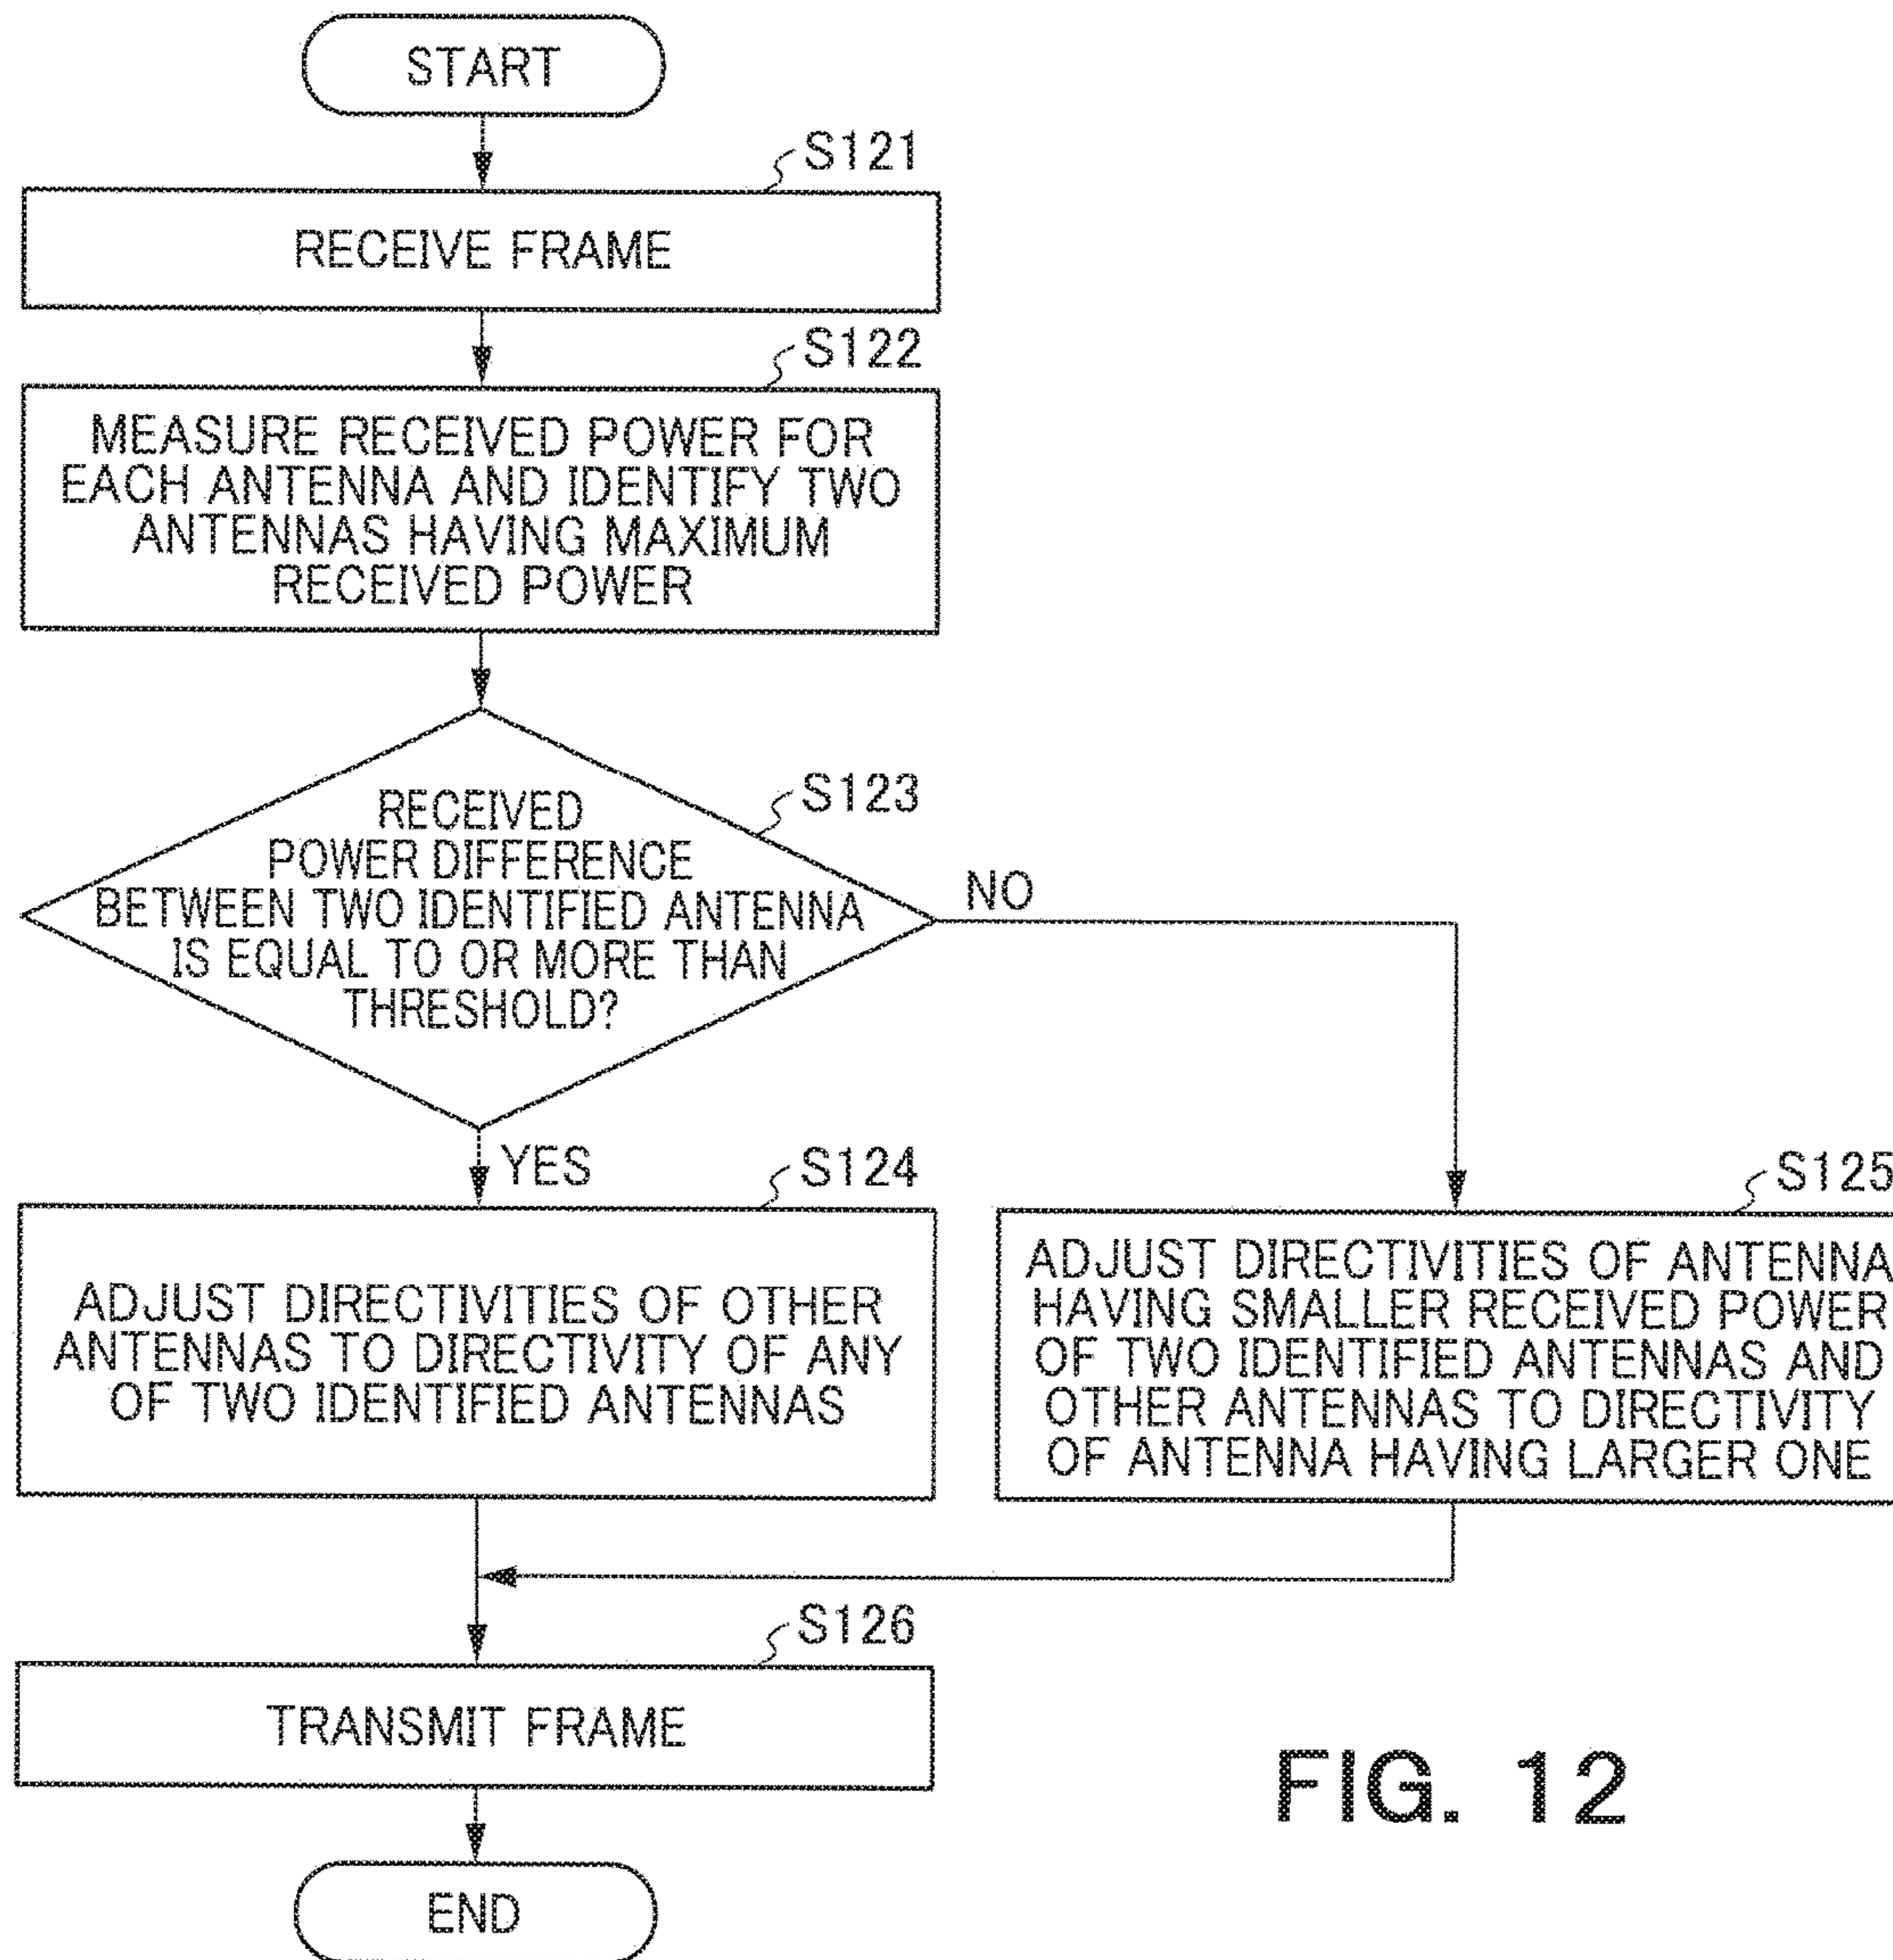 START
S121
RECEIVE FRAME
S122
MEASURE RECEIVED POWER FOR
EACH ANTENNA AND IDENTIFY TWO
ANTENNAS HAVING MAXIMUM
RECEIVED POWER
S123
RECEIVED
POWER DIFFERENCE
BETWEEN TWO IDENTIFIED ANTENNA
IS EQUAL TO OR MORE THAN
THRESHOLD?
NO
YES
S124
ADJUST DIRECTIVITIES OF OTHER
ANTENNAS TO DIRECTIVITY OF ANY
OF TWO IDENTIFIED ANTENNAS
S125
ADJUST DIRECTIVITIES OF ANTENNA
HAVING SMALLER RECEIVED POWER
OF TWO IDENTIFIED ANTENNAS AND
OTHER ANTENNAS TO DIRECTIVITY
OF ANTENNA HAVING LARGER ONE
S126
TRANSMIT FRAME
END
FIG. 12